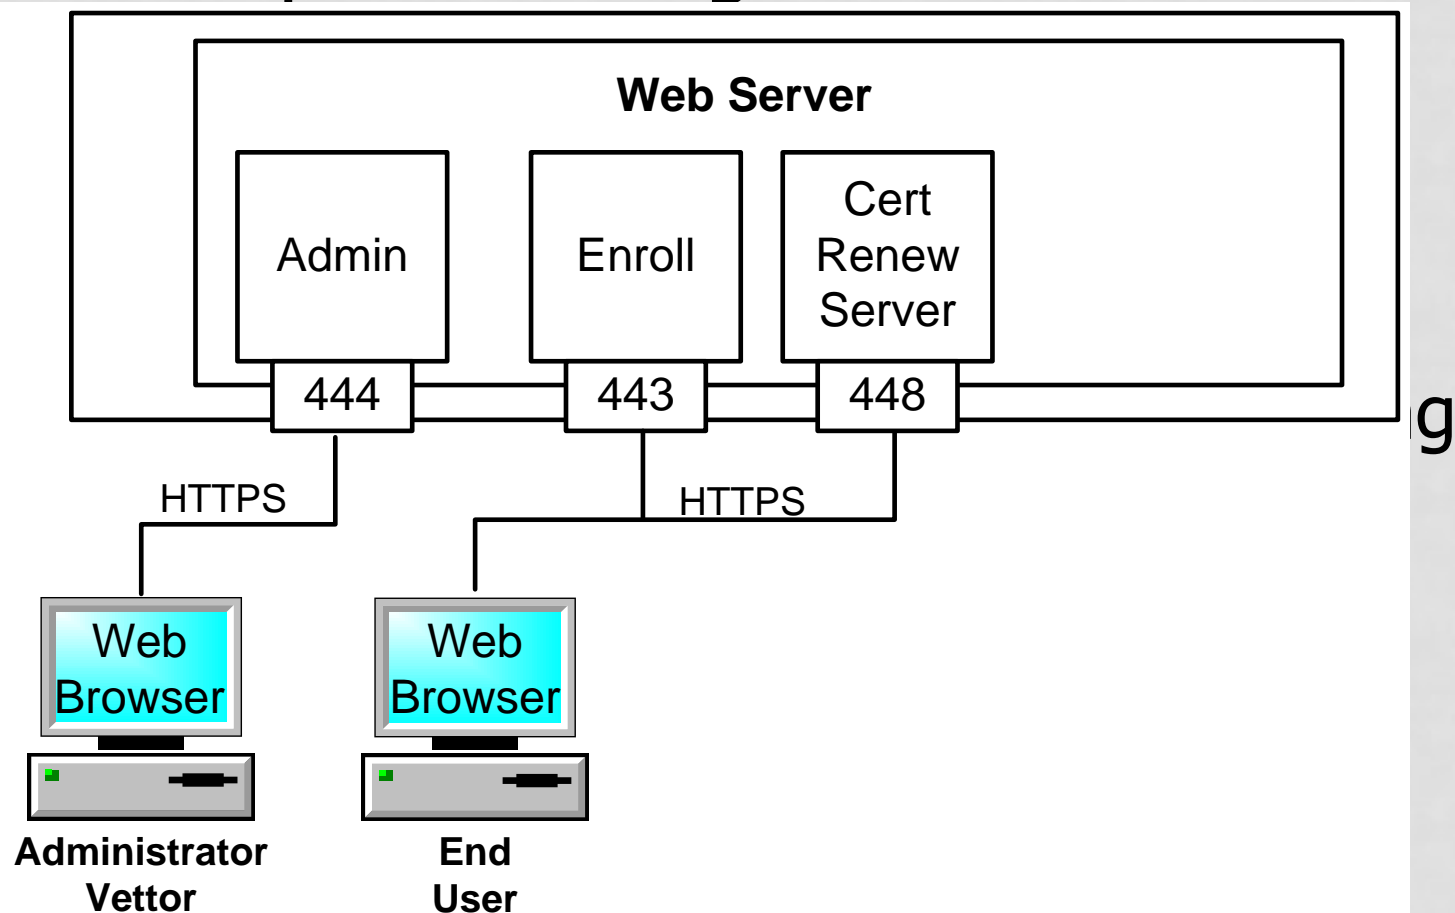 Web Server
Admin
Enroll
Cert
Renew
Server
444
443
448
HTTPS
HTTPS
Web
Browser
Web
Browser
Administrator
Vettor
End
User